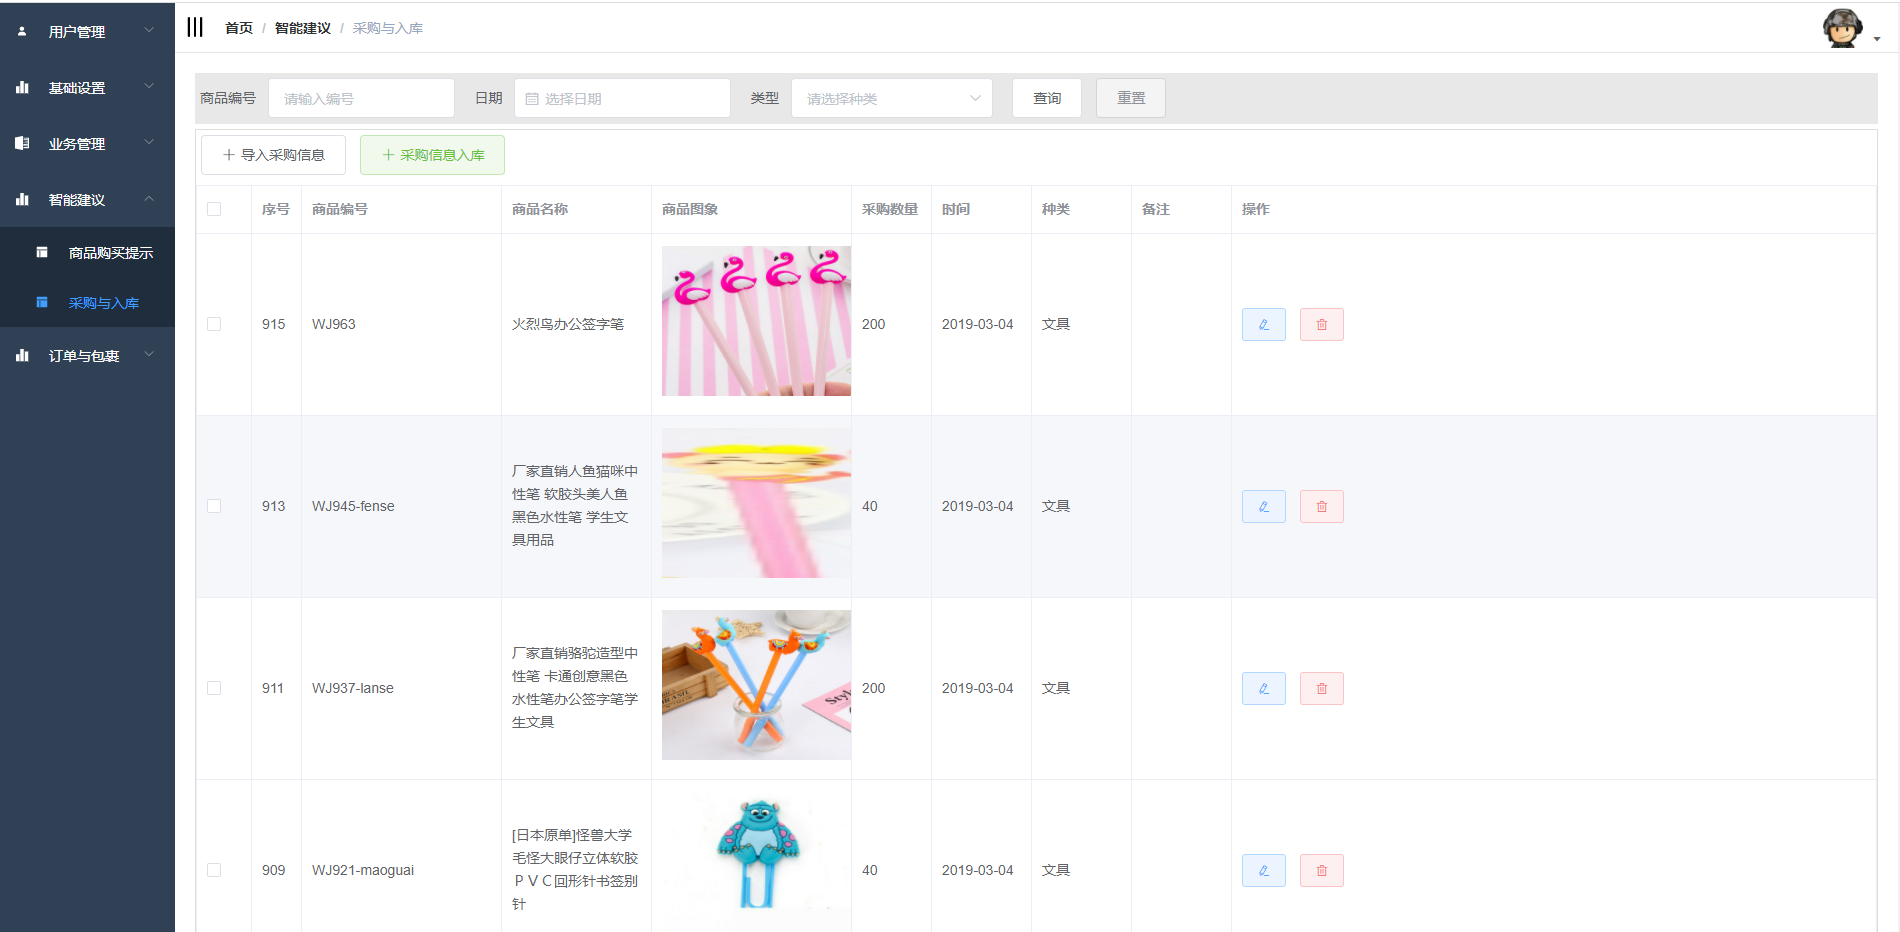 用户管理
基础设置
业务管理
智能建议
商品购买提示
采购与入库
订单与包裹
首页 / 智能建议 / 采购与入库
商品编号 请输入编号 日期 选择日期 类型 请选择种类 查询 重置
导入采购信息 采购信息入库
序号 商品编号 商品名称 商品图象 采购数量 时间 种类 备注 操作
915 WJ963 火烈鸟办公签字笔 200 2019-03-04 文具
厂家直销人鱼猫咪中
性笔 软胶头美人鱼
黑色水性笔 学生文
具用品
913 WJ945-fense 40 2019-03-04 文具
厂家直销骆驼造型中
性笔 卡通创意黑色
水性笔办公签字笔学
生文具
911 WJ937-lanse 200 2019-03-04 文具
Style
[日本原单]怪兽大学
毛怪大眼仔立体软胶
ＰＶＣ回形针书签别
针
909 WJ921-maoguai 40 2019-03-04 文具